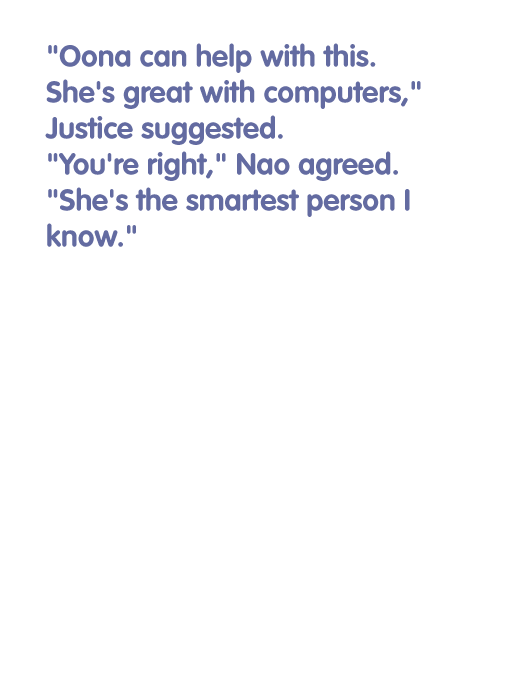 "Oona can help with this.
She's great with computers,"
Justice suggested.
"You're right," Nao agreed.
"She's the smartest person I
know."